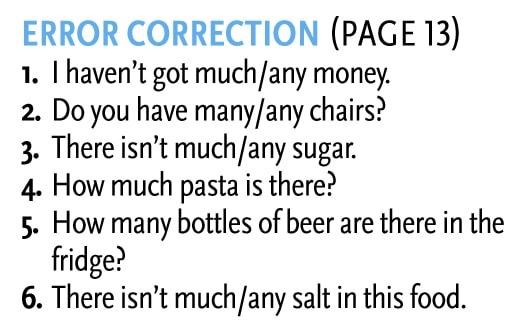 ERROR CORRECTION (PAGE 13)
1. I haven't got much/any money.
2. Do you have many/any chairs?
3. There isn't much/any sugar.
4. How much pasta is there?
5. How many bottles of beer are there in the
fridge?
6. There isn't much/any salt in this food.